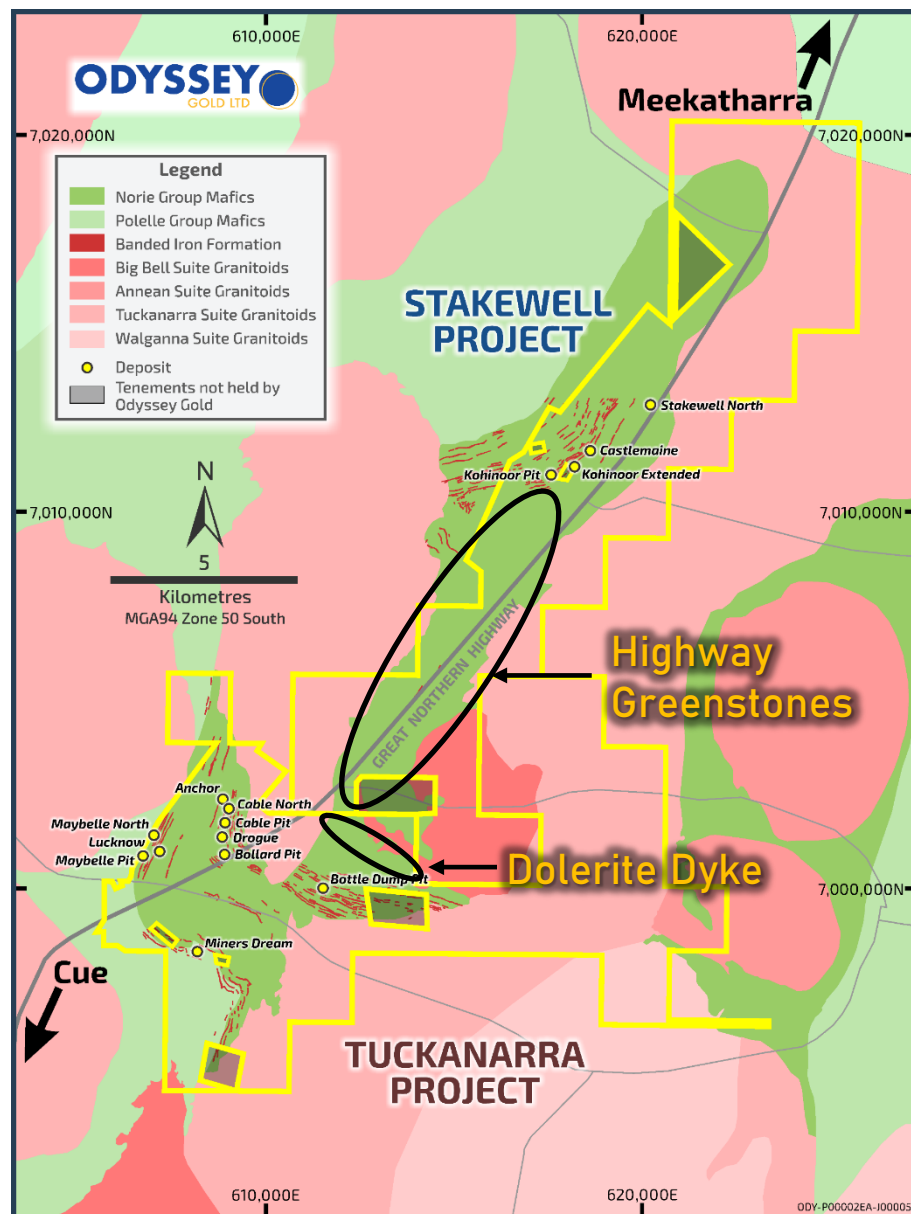 610,000E
620,000E
ODYSSEY
GOLD LTD
Meekatharra
7,020,000N
7,020,000N
Legend
Norie Group Mafics
Polelle Group Mafics
Banded Iron Formation
Big Bell Suite Granitoids
Annean Suite Granitoids
Tuckanarra Suite Granitoids
Walganna Suite Granitoids
Deposit
Tenements not held by
Odyssey Gold
STAKEWELL
PROJECT
Stakewell North
Castlemaine
Kohinoor Pit
Kohinoor Extended
N
7,010,000N
7,010,000N
5
Kilometres
MGA94 Zone 50 South
GREAT NORTHERN HIGHWAY
Highway
Greenstones
Anchor
Cable North
Cable Pit
Maybelle North
Drogue
Lucknow
Bollard Pit
Maybelle Pit
Dolerite Dyke
Bottle Dump Pit
7,000,000N
Miners Dream
Cue
TUCKANARRA
PROJECT
610,000E
620,000E
ODY-P00002EA-J00005